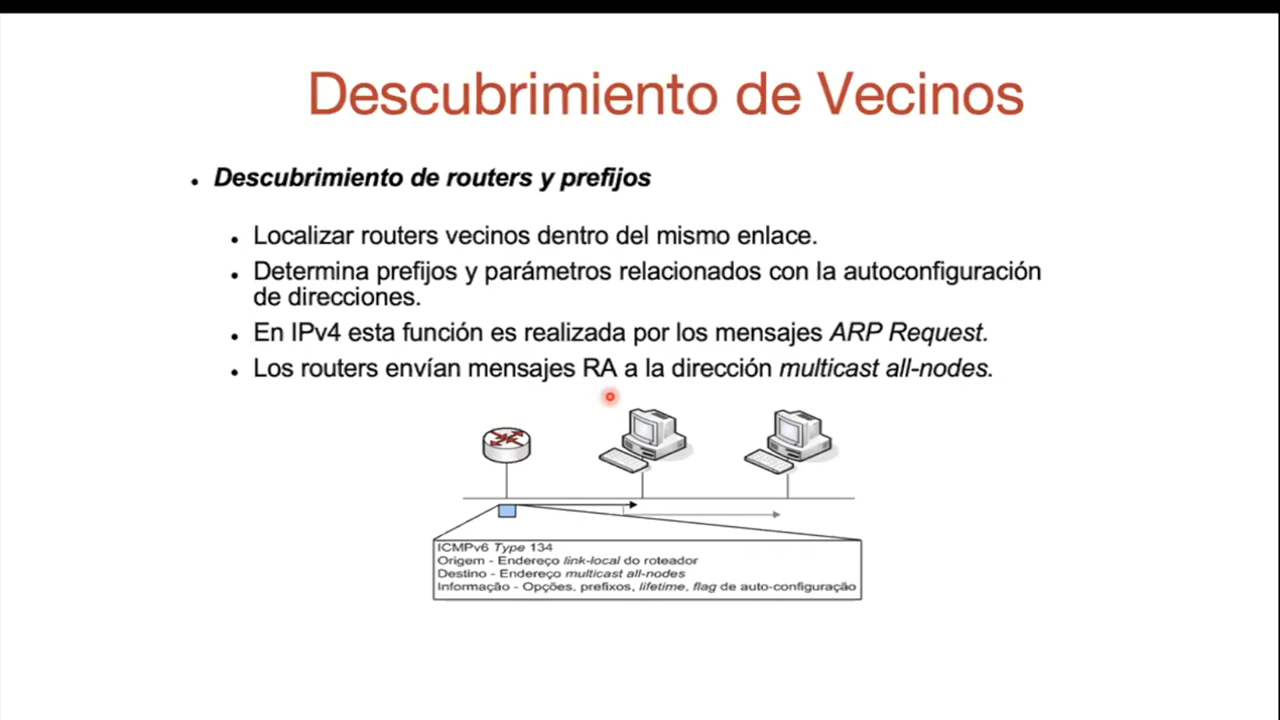 Descubrimiento de Vecinos
• Descubrimiento de routers y prefijos
• Localizar routers vecinos dentro del mismo enlace.
• Determina prefijos y parámetros relacionados con la autoconfiguración
de direcciones.
• En IPv4 esta función es realizada por los mensajes ARP Request.
• Los routers envían mensajes RA a la dirección multicast all-nodes.
ICMPv6 Type 134
Origem - Endereço link-local do roteador
Destino - Endereço multicast all-nodes
Informação - Opções, prefixos, lifetime, flag de auto-configuração